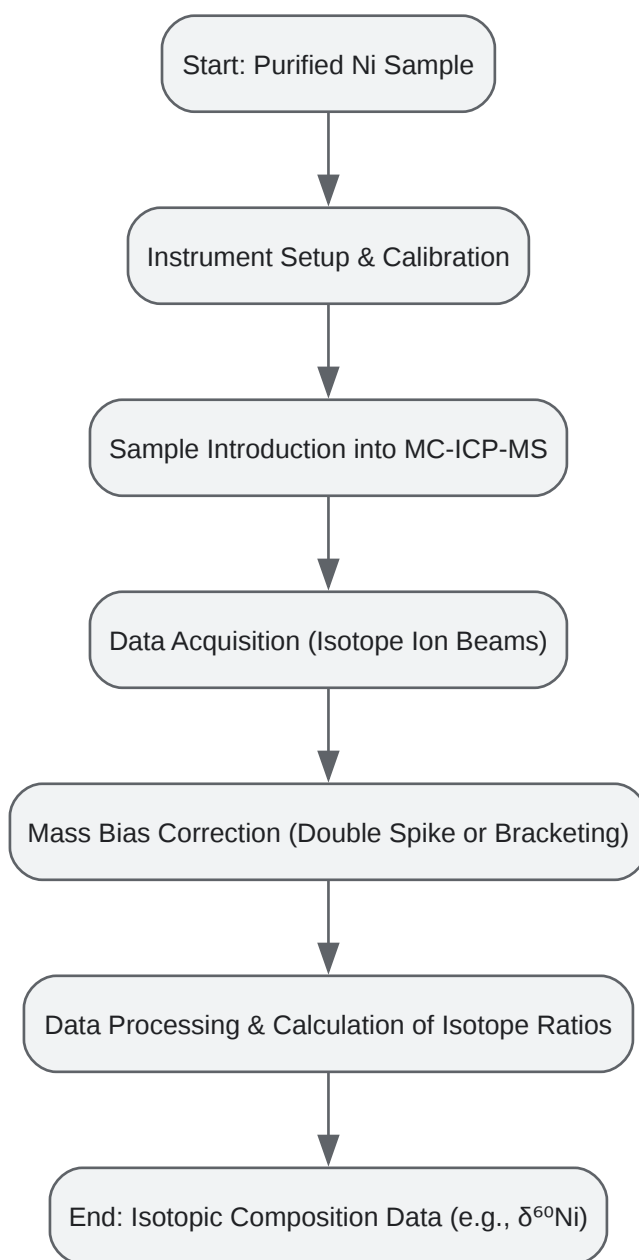 Start: Purified Ni Sample
Instrument Setup & Calibration
Sample Introduction into MC-ICP-MS
Data Acquisition (Isotope Ion Beams)
Mass Bias Correction (Double Spike or Bracketing)
Data Processing & Calculation of Isotope Ratios
End: Isotopic Composition Data (e.g., δ⁶⁰Ni)